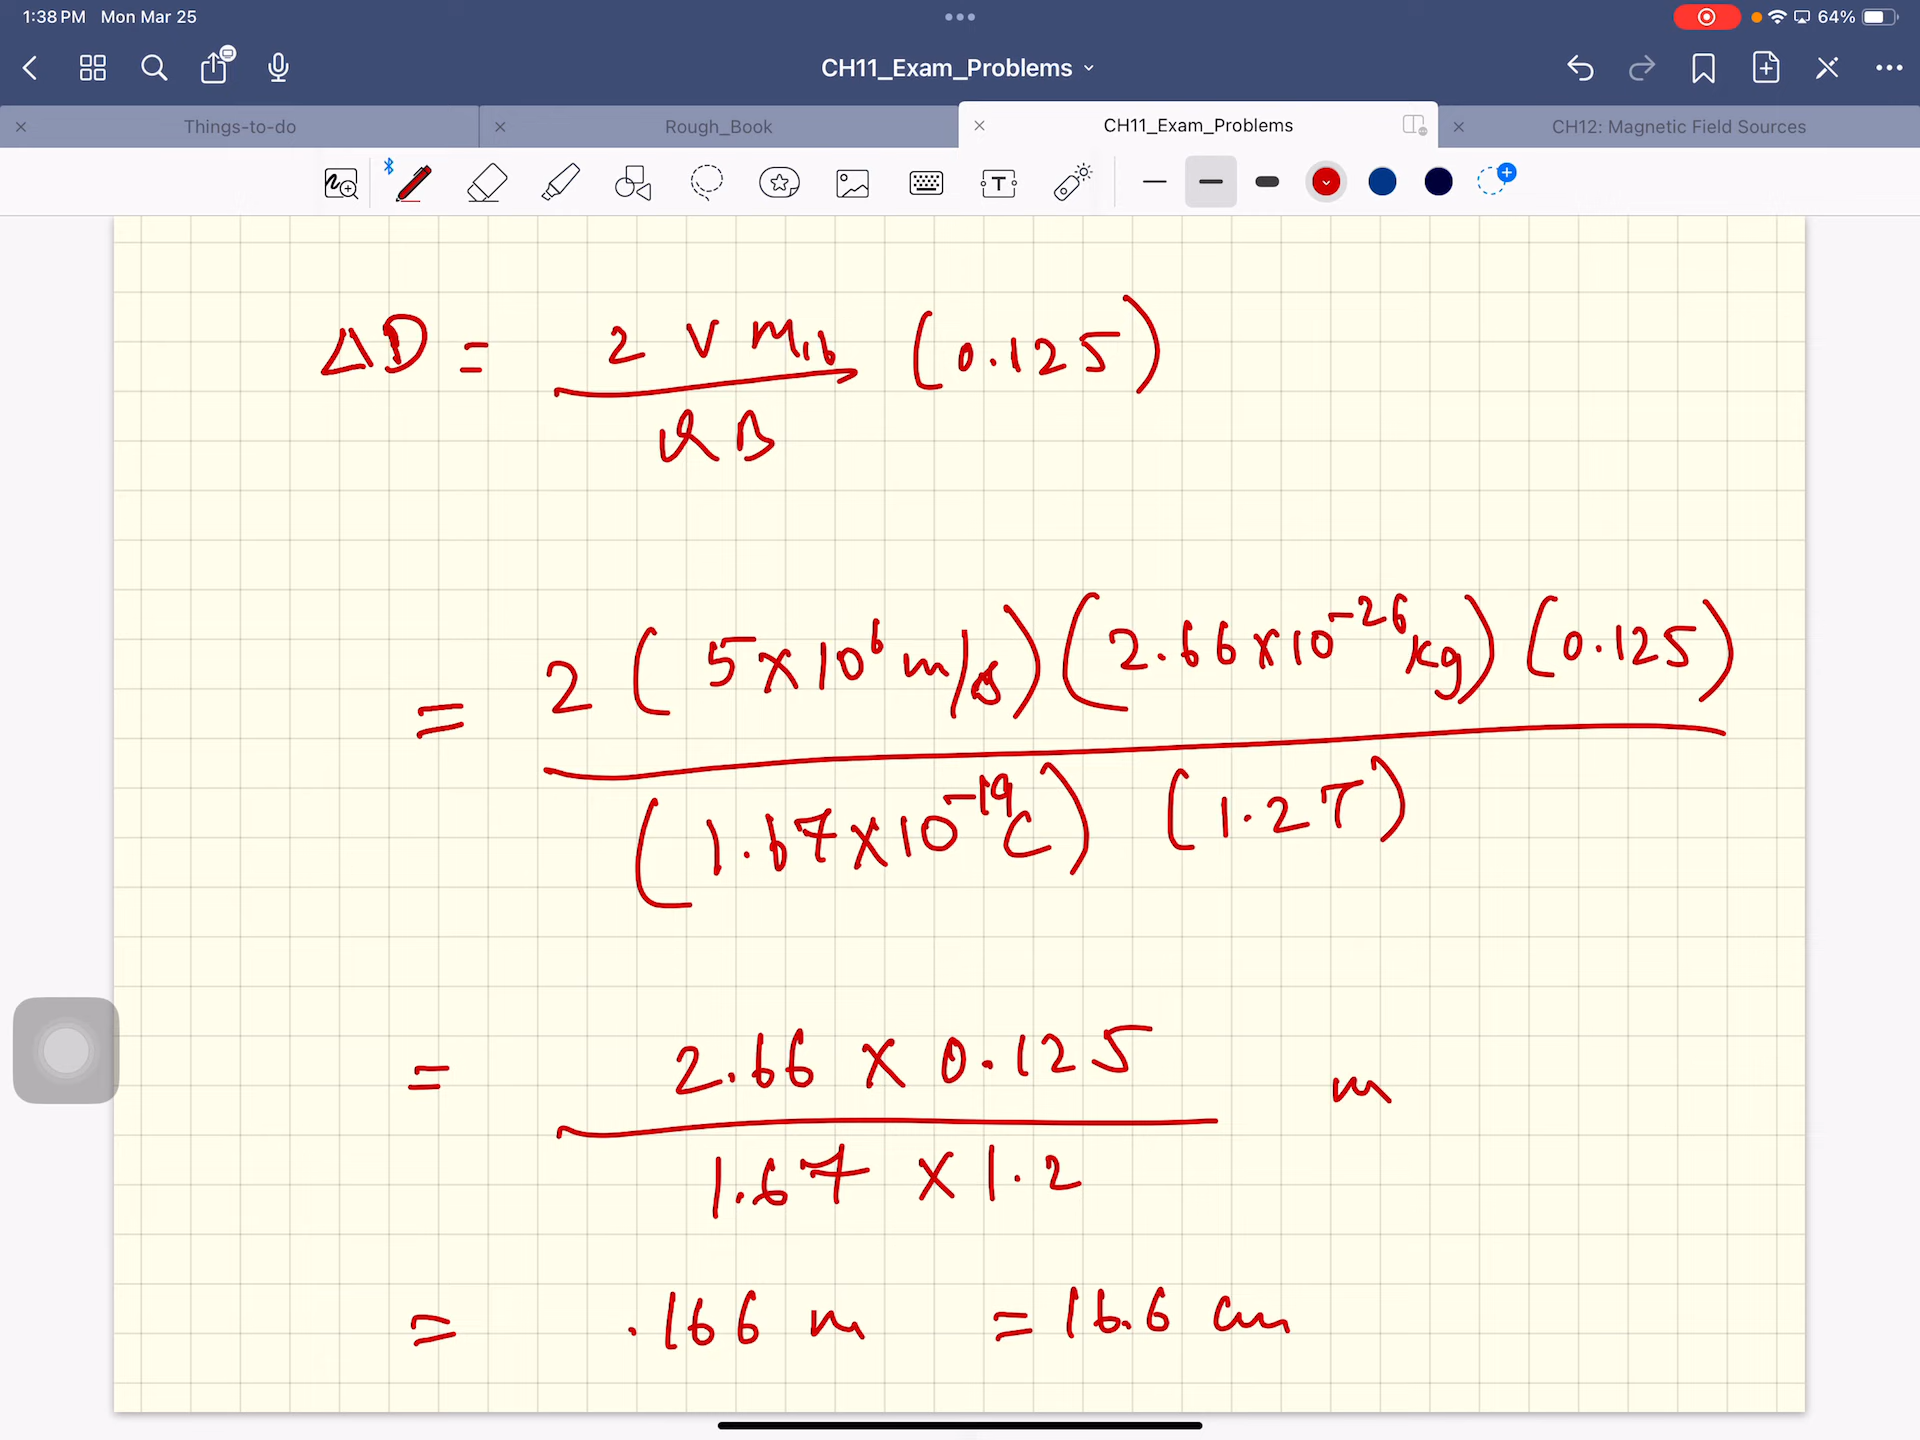 1:38 PM Mon Mar 25 64%
CH11_Exam_Problems
Things-to-do Rough_Book CH11_Exam_Problems CH12: Magnetic Field Sources
T
ΔD = 2 V M₁₆ / QB (0.125)
= 2 (5×10⁶ m/s) (2.66×10⁻²⁶ kg) (0.125) / (1.67×10⁻¹⁹ C) (1.2 T)
= 2.66 × 0.125 / 1.67 × 1.2 m
= .166 m = 16.6 cm